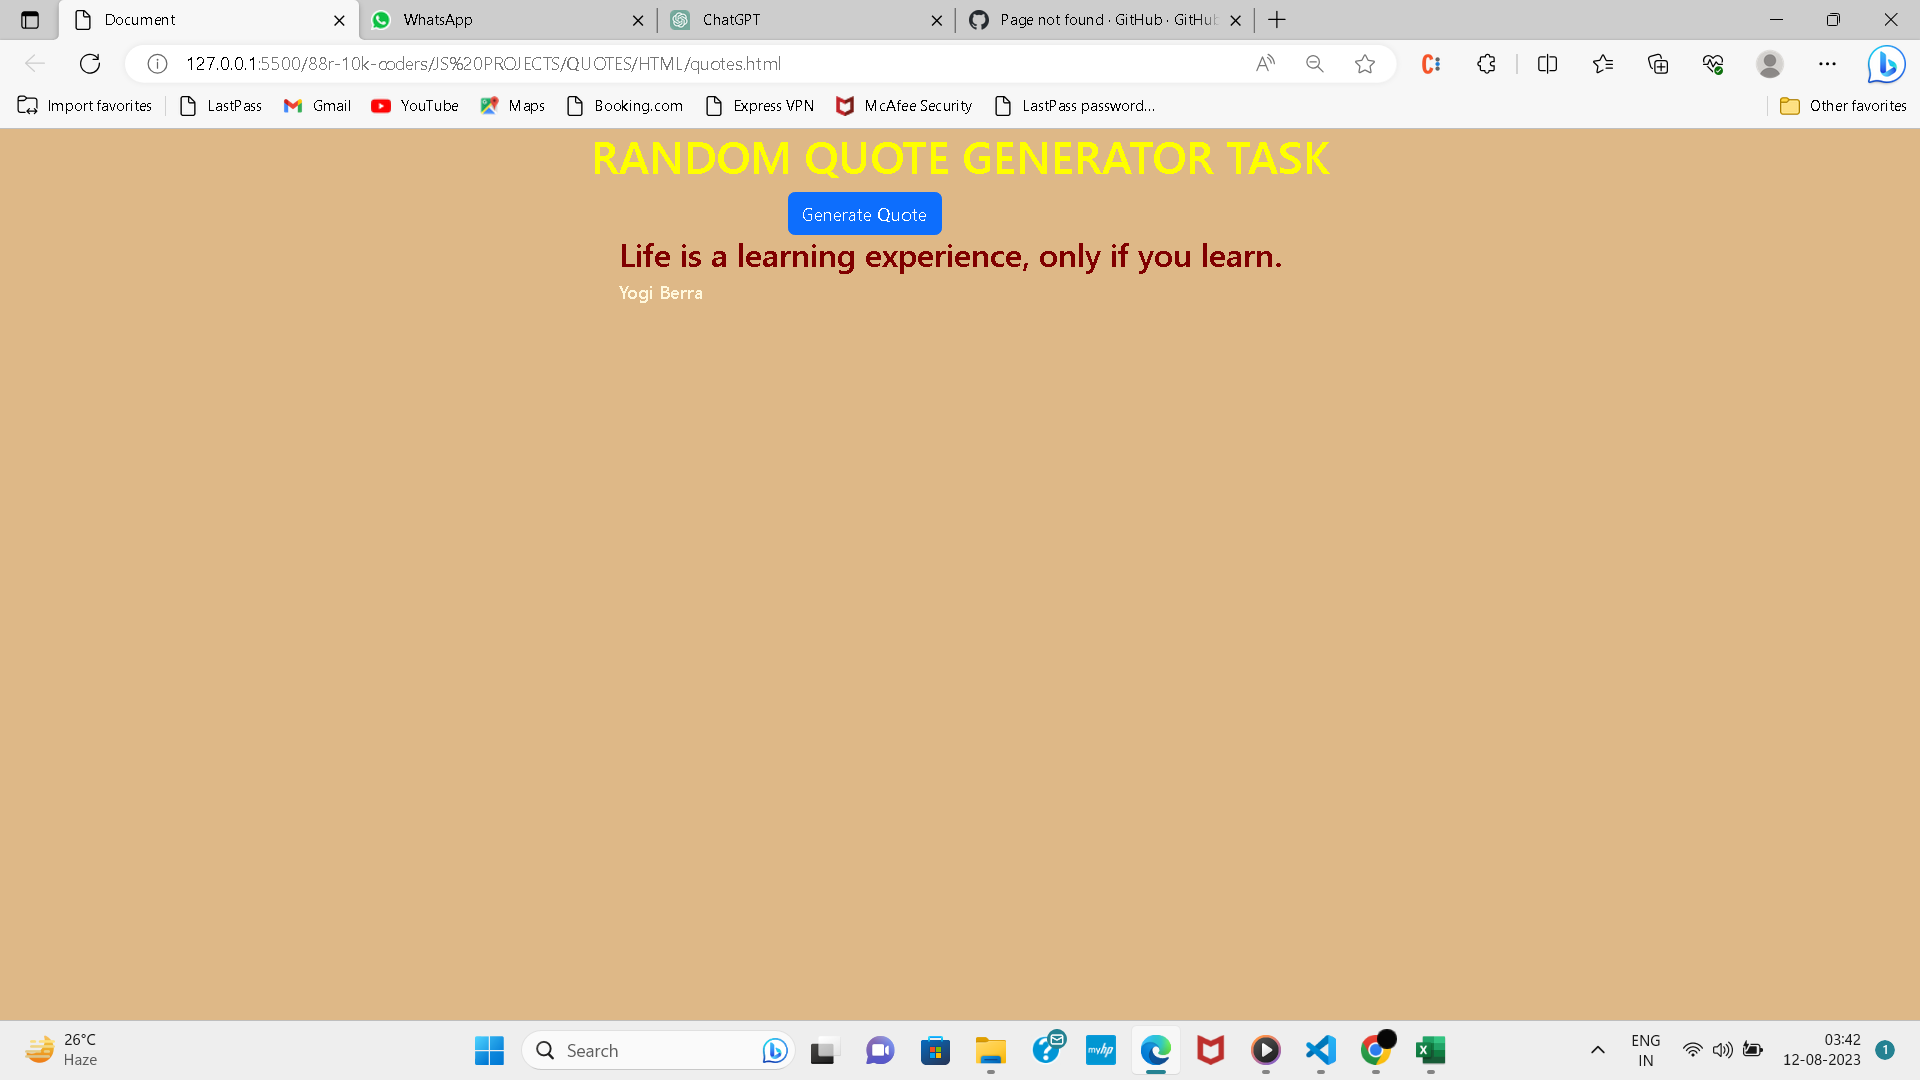 Document
WhatsApp
ChatGPT
Page not found · GitHub · GitHub
127.0.0.1:5500/88r-10k-coders/JS%20PROJECTS/QUOTES/HTML/quotes.html
Import favorites LastPass Gmail YouTube Maps Booking.com Express VPN McAfee Security LastPass password... Other favorites
RANDOM QUOTE GENERATOR TASK
Generate Quote
Life is a learning experience, only if you learn.
Yogi Berra
26°C
Haze
Search
myhp
ENG
IN
03:42
12-08-2023
1